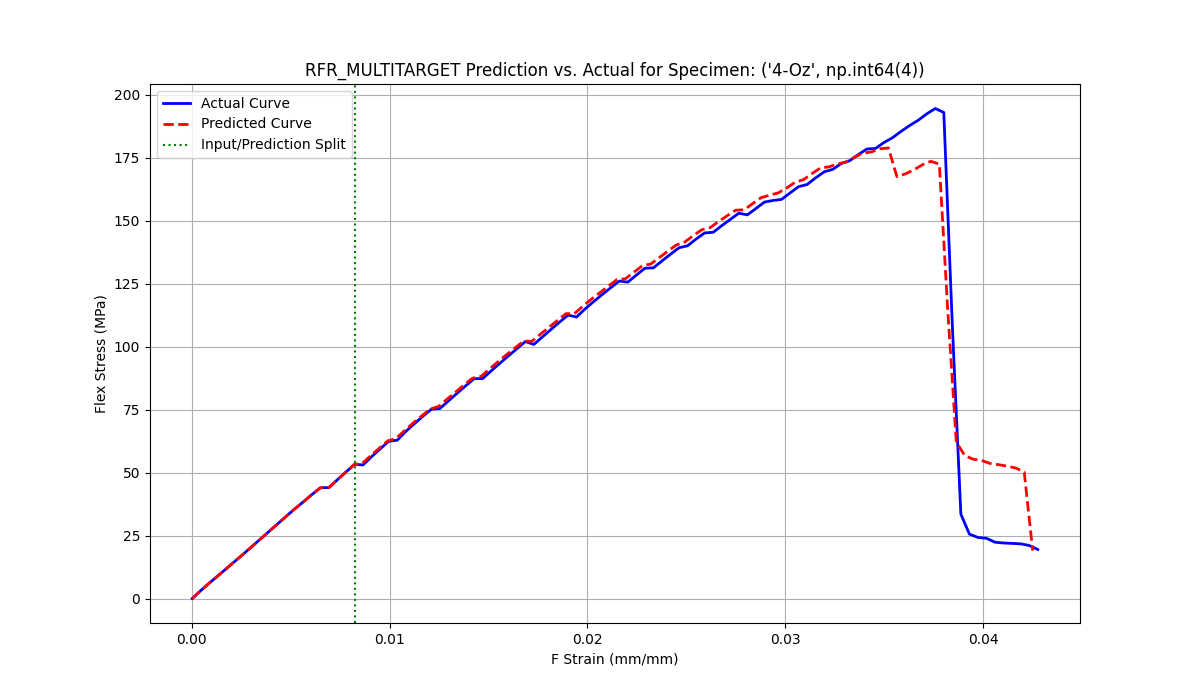 RFR_MULTITARGET Prediction vs. Actual for Specimen: ('4-Oz', np.int64(4))
Actual Curve
Predicted Curve
Input/Prediction Split
200
175
150
125
100
75
50
25
0
Flex Stress (MPa)
0.00 0.01 0.02 0.03 0.04
F Strain (mm/mm)